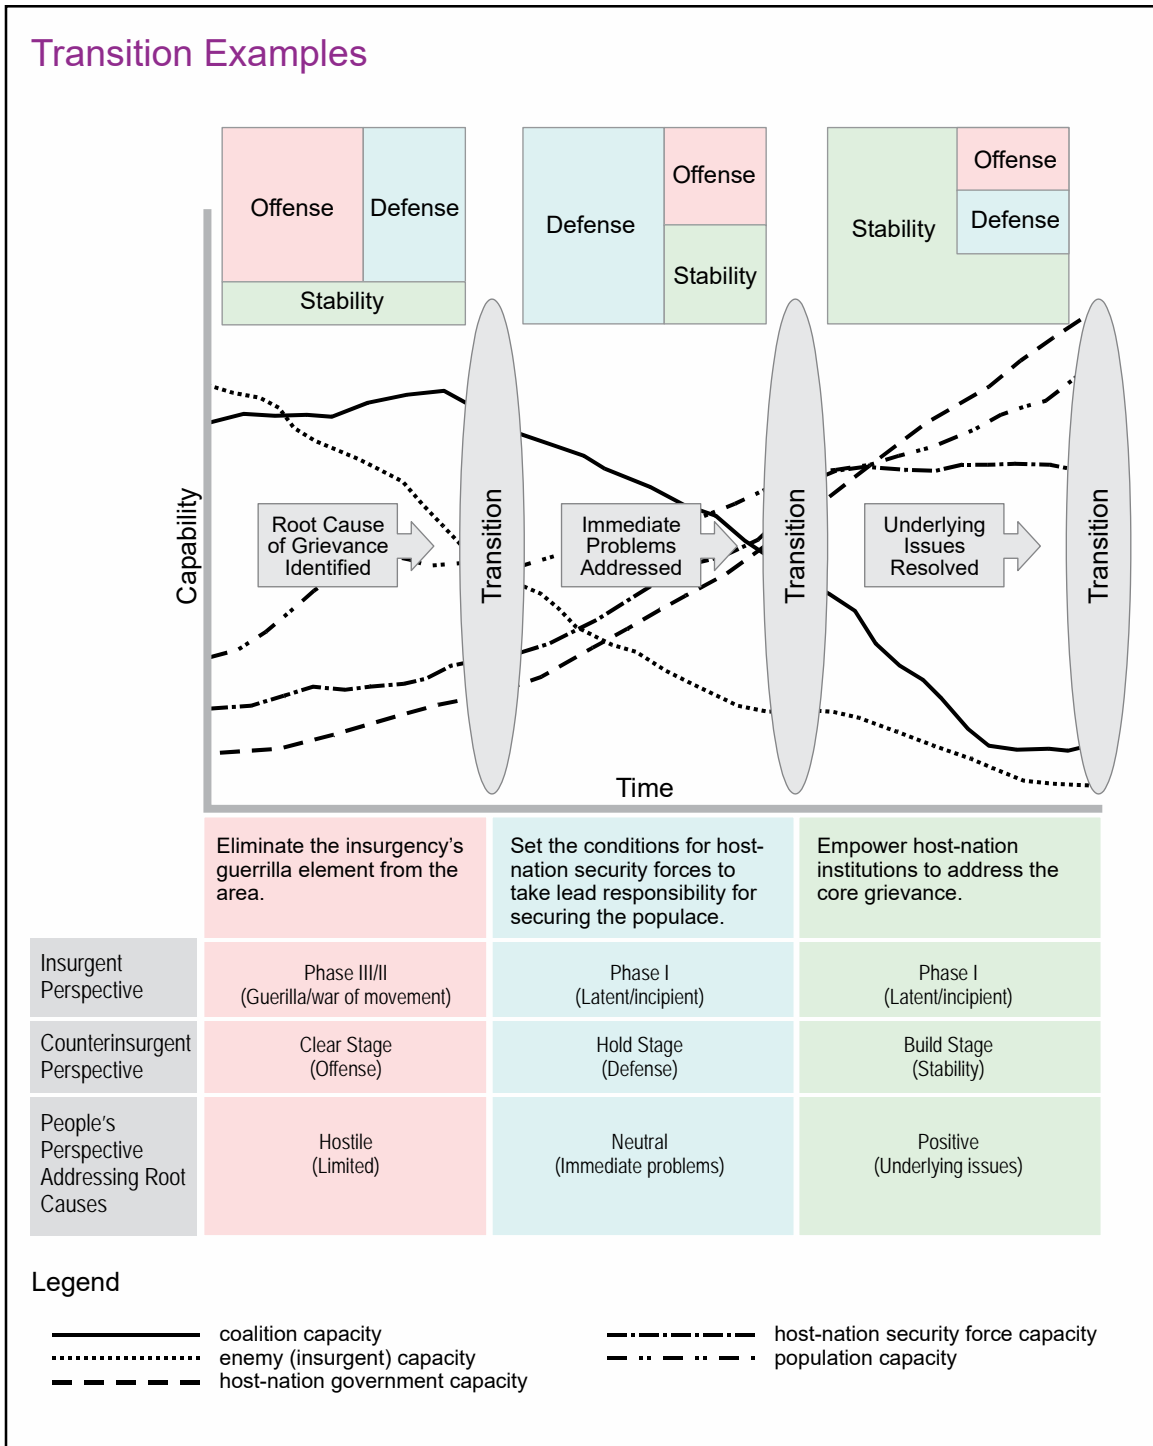 Transition Examples
Offense
Defense
Stability
Defense
Offense
Stability
Stability
Offense
Defense
Capability
Root Cause
of Grievance
Identified
Transition
Immediate
Problems
Addressed
Transition
Underlying
Issues
Resolved
Transition
Time
Eliminate the insurgency's
guerrilla element from the
area.
Set the conditions for host-
nation security forces to
take lead responsibility for
securing the populace.
Empower host-nation
institutions to address the
core grievance.
Insurgent
Perspective
Phase III/II
(Guerilla/war of movement)
Phase I
(Latent/incipient)
Phase I
(Latent/incipient)
Counterinsurgent
Perspective
Clear Stage
(Offense)
Hold Stage
(Defense)
Build Stage
(Stability)
People's
Perspective
Addressing Root
Causes
Hostile
(Limited)
Neutral
(Immediate problems)
Positive
(Underlying issues)
Legend
coalition capacity
enemy (insurgent) capacity
host-nation government capacity
host-nation security force capacity
population capacity